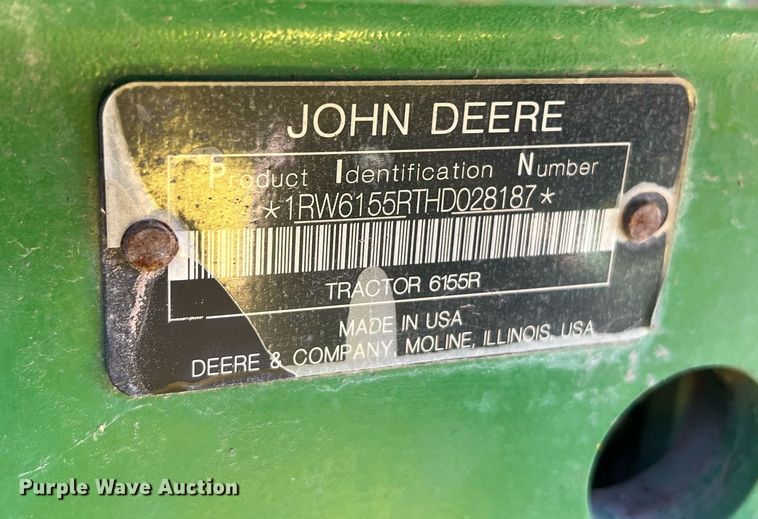 JOHN DEERE
Product Identification Number
*1RW6155RTHD028187*
TRACTOR 6155R
MADE IN USA
DEERE & COMPANY, MOLINE, ILLINOIS, USA
Purple Wave Auction